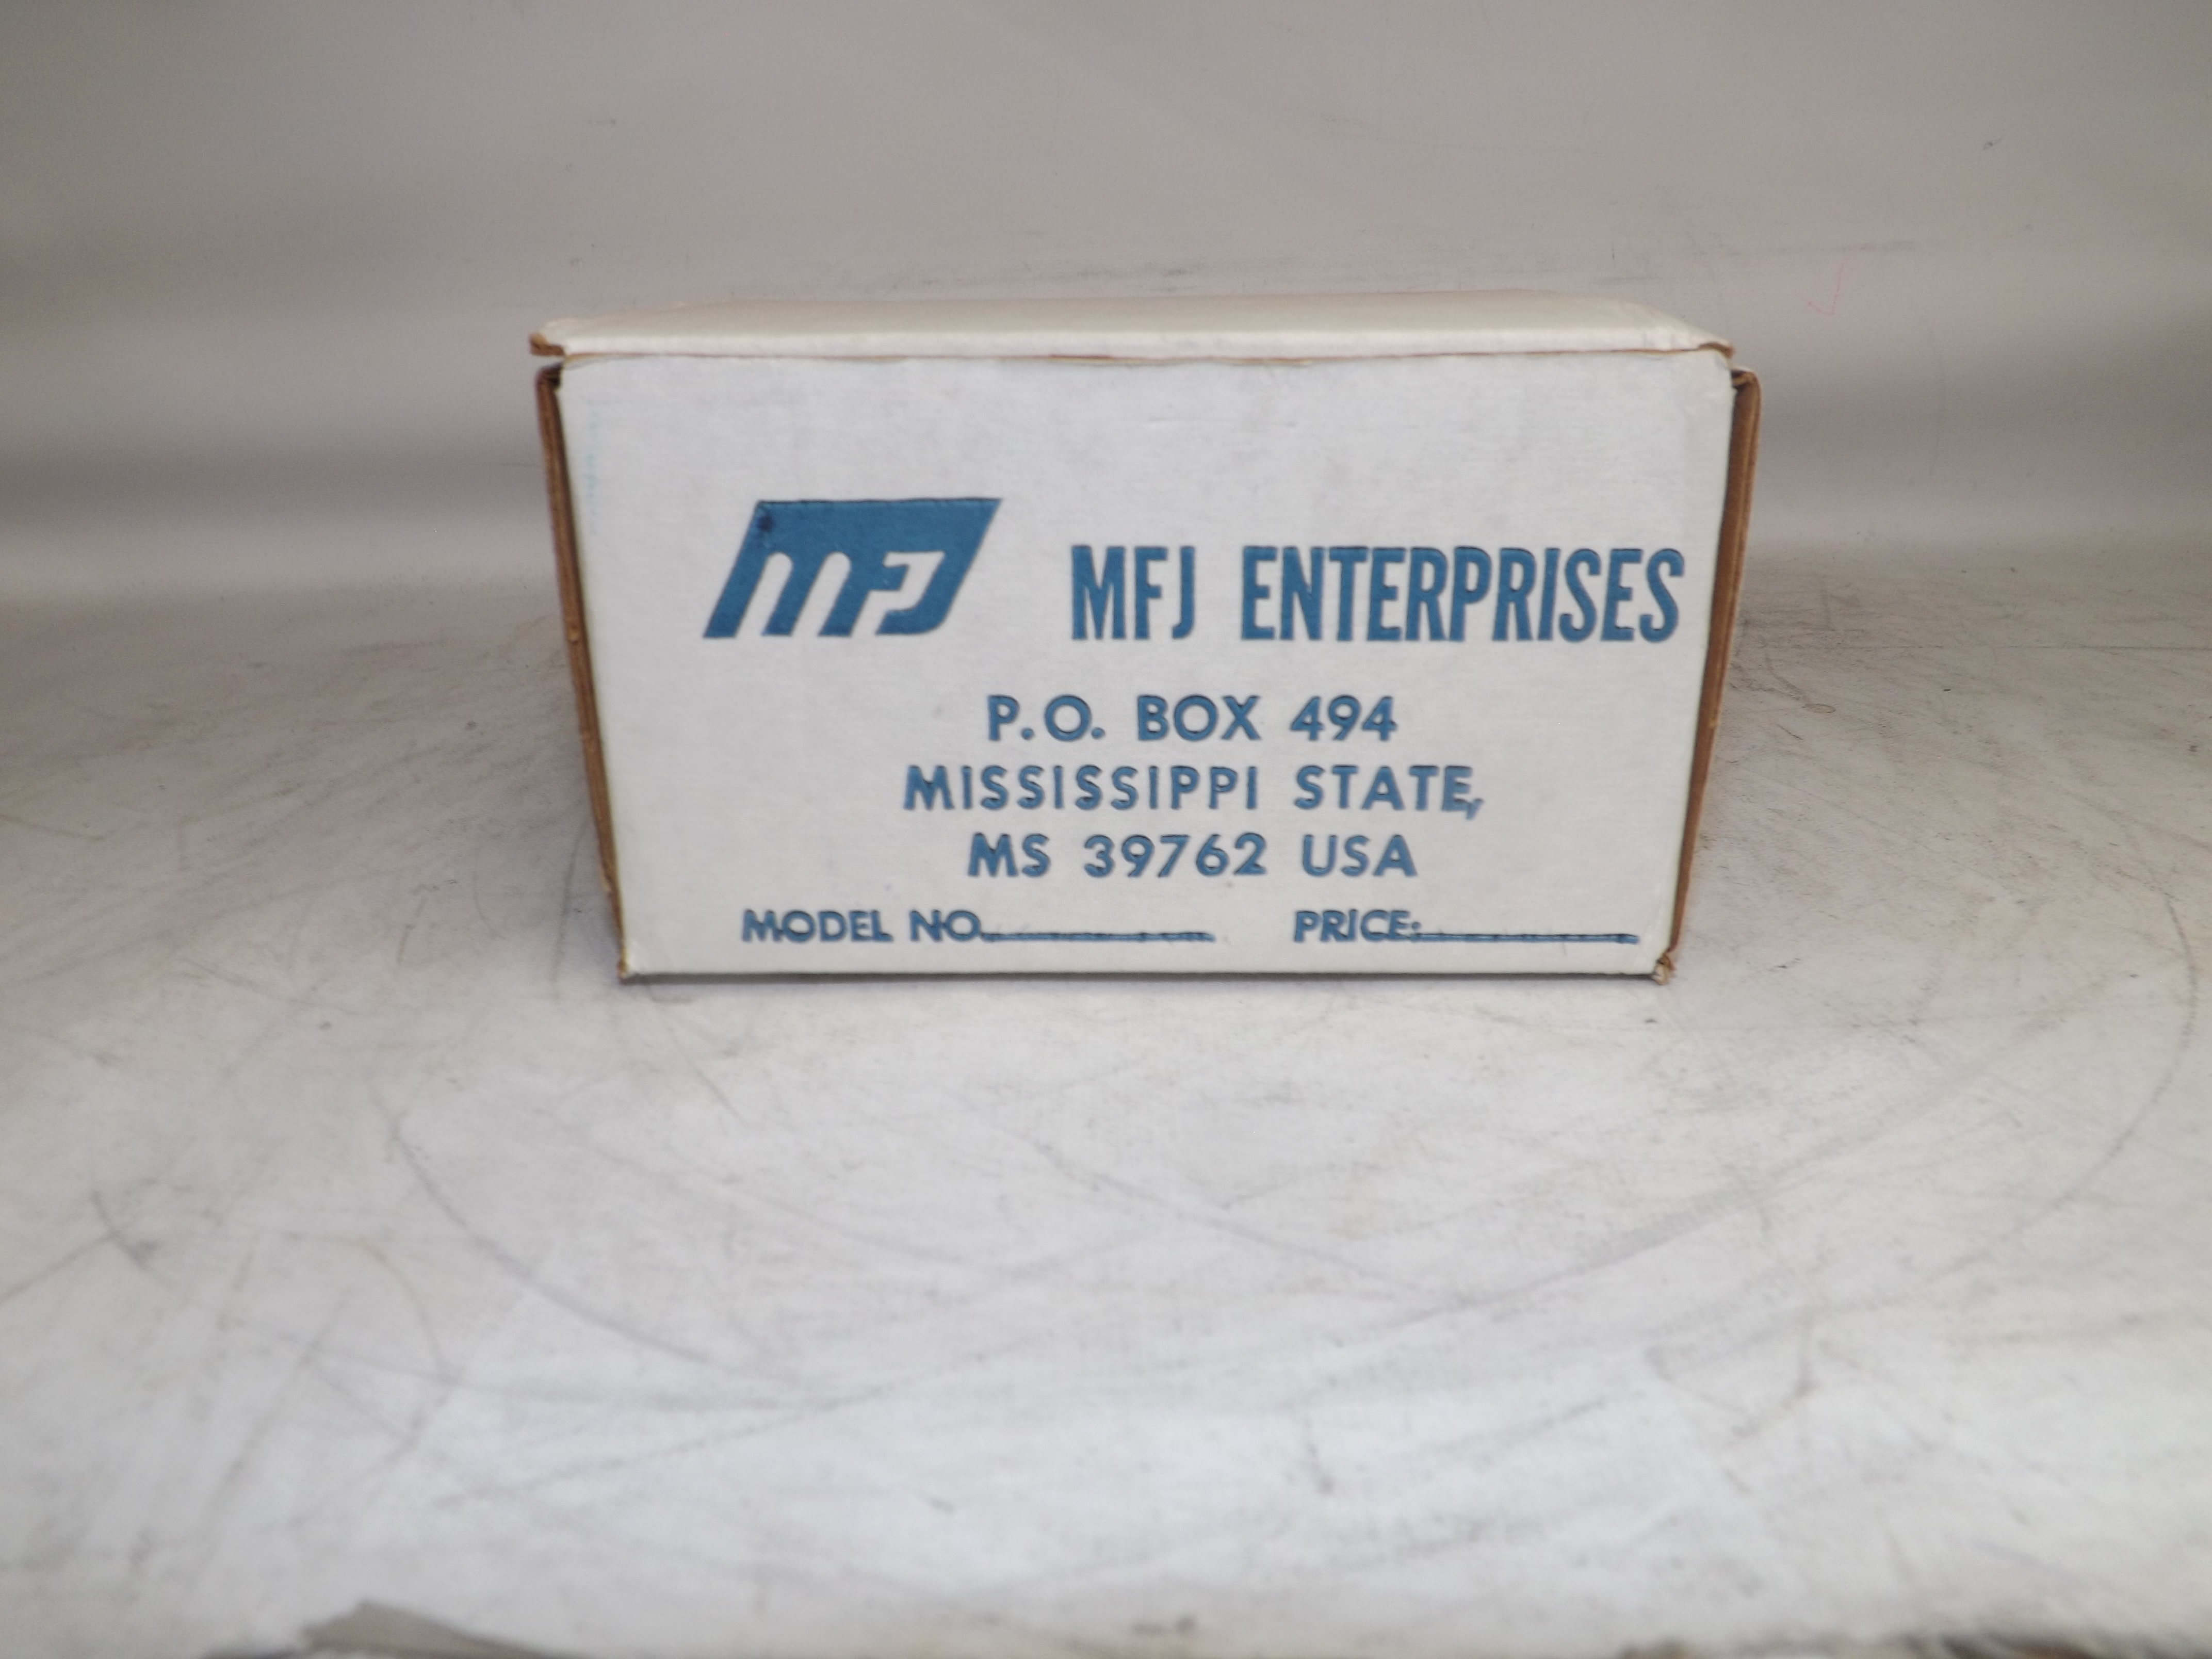 MFJ MFJ ENTERPRISES
P.O. BOX 494
MISSISSIPPI STATE,
MS 39762 USA
MODEL NO. PRICE: